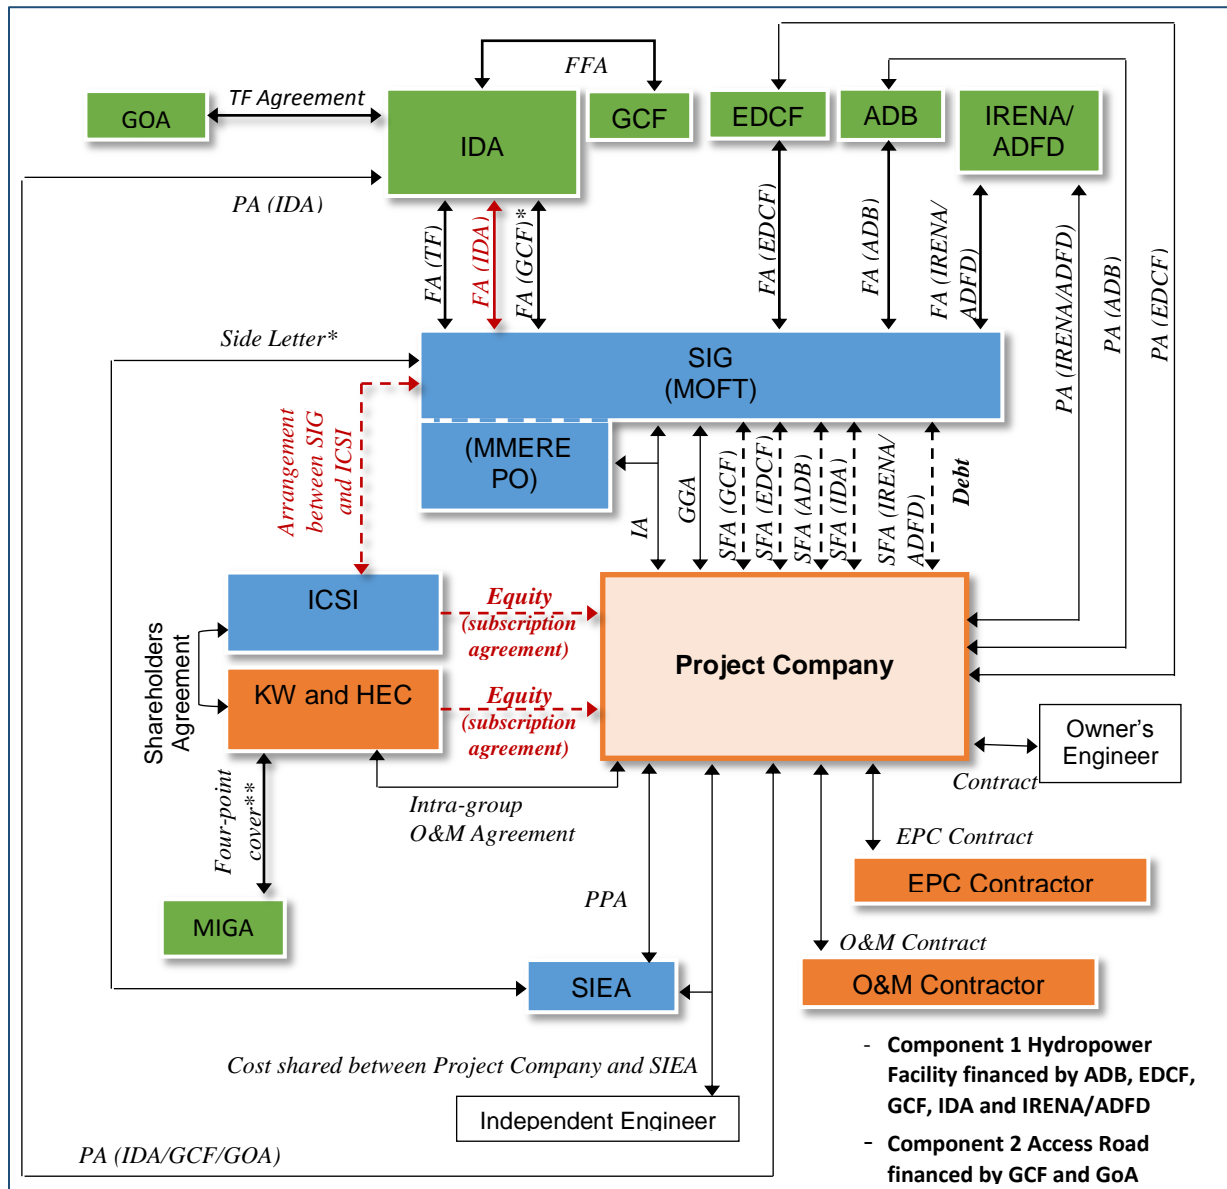 FFA
TF Agreement
GOA
IDA
GCF
EDCF
ADB
IRENA/
ADFD
PA (IDA)
FA (TF)
FA (IDA)
FA (GCF)*
FA (EDCF)
FA (ADB)
FA (IRENA/
ADFD)
PA (IRENA/ADFD)
PA (ADB)
PA (EDCF)
Side Letter*
SIG
(MOFT)
(MMERE
PO)
Arrangement
between SIG
and ICSI
IA
GGA
SFA (GCF)
SFA (EDCF)
SFA (ADB)
SFA (IDA)
SFA (IRENA/
ADFD)
Debt
ICSI
Equity
(subscription
agreement)
Shareholders
Agreement
KW and HEC
Equity
(subscription
agreement)
Project Company
Owner's
Engineer
Contract
Four-point
cover**
Intra-group
O&M Agreement
EPC Contract
EPC Contractor
PPA
MIGA
O&M Contract
O&M Contractor
SIEA
Cost shared between Project Company and SIEA
Independent Engineer
PA (IDA/GCF/GOA)
- Component 1 Hydropower
Facility financed by ADB, EDCF,
GCF, IDA and IRENA/ADFD
- Component 2 Access Road
financed by GCF and GoA